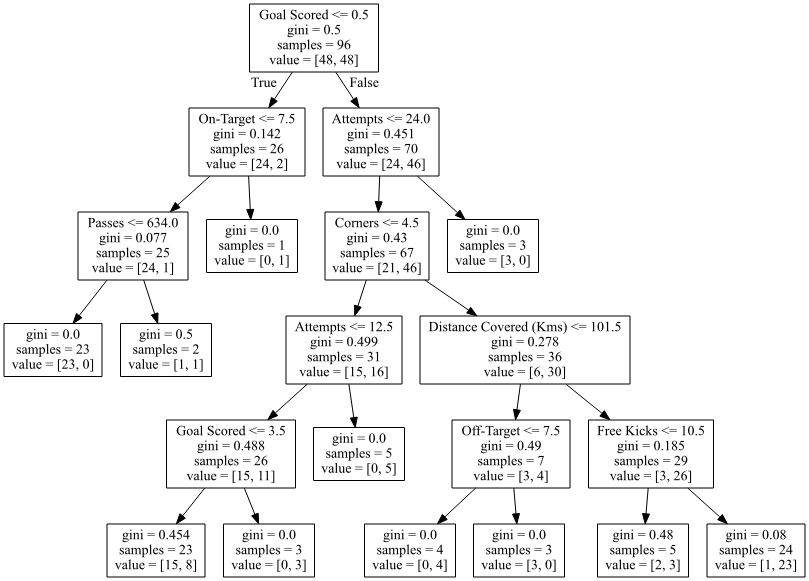 Goal Scored <= 0.5
gini = 0.5
samples = 96
value = [48, 48]
True
False
On-Target <= 7.5
gini = 0.142
samples = 26
value = [24, 2]
Attempts <= 24.0
gini = 0.451
samples = 70
value = [24, 46]
Passes <= 634.0
gini = 0.077
samples = 25
value = [24, 1]
gini = 0.0
samples = 1
value = [0, 1]
Corners <= 4.5
gini = 0.43
samples = 67
value = [21, 46]
gini = 0.0
samples = 3
value = [3, 0]
gini = 0.0
samples = 23
value = [23, 0]
gini = 0.5
samples = 2
value = [1, 1]
Attempts <= 12.5
gini = 0.499
samples = 31
value = [15, 16]
Distance Covered (Kms) <= 101.5
gini = 0.278
samples = 36
value = [6, 30]
Goal Scored <= 3.5
gini = 0.488
samples = 26
value = [15, 11]
gini = 0.0
samples = 5
value = [0, 5]
Off-Target <= 7.5
gini = 0.49
samples = 7
value = [3, 4]
Free Kicks <= 10.5
gini = 0.185
samples = 29
value = [3, 26]
gini = 0.454
samples = 23
value = [15, 8]
gini = 0.0
samples = 3
value = [0, 3]
gini = 0.0
samples = 4
value = [0, 4]
gini = 0.0
samples = 3
value = [3, 0]
gini = 0.48
samples = 5
value = [2, 3]
gini = 0.08
samples = 24
value = [1, 23]